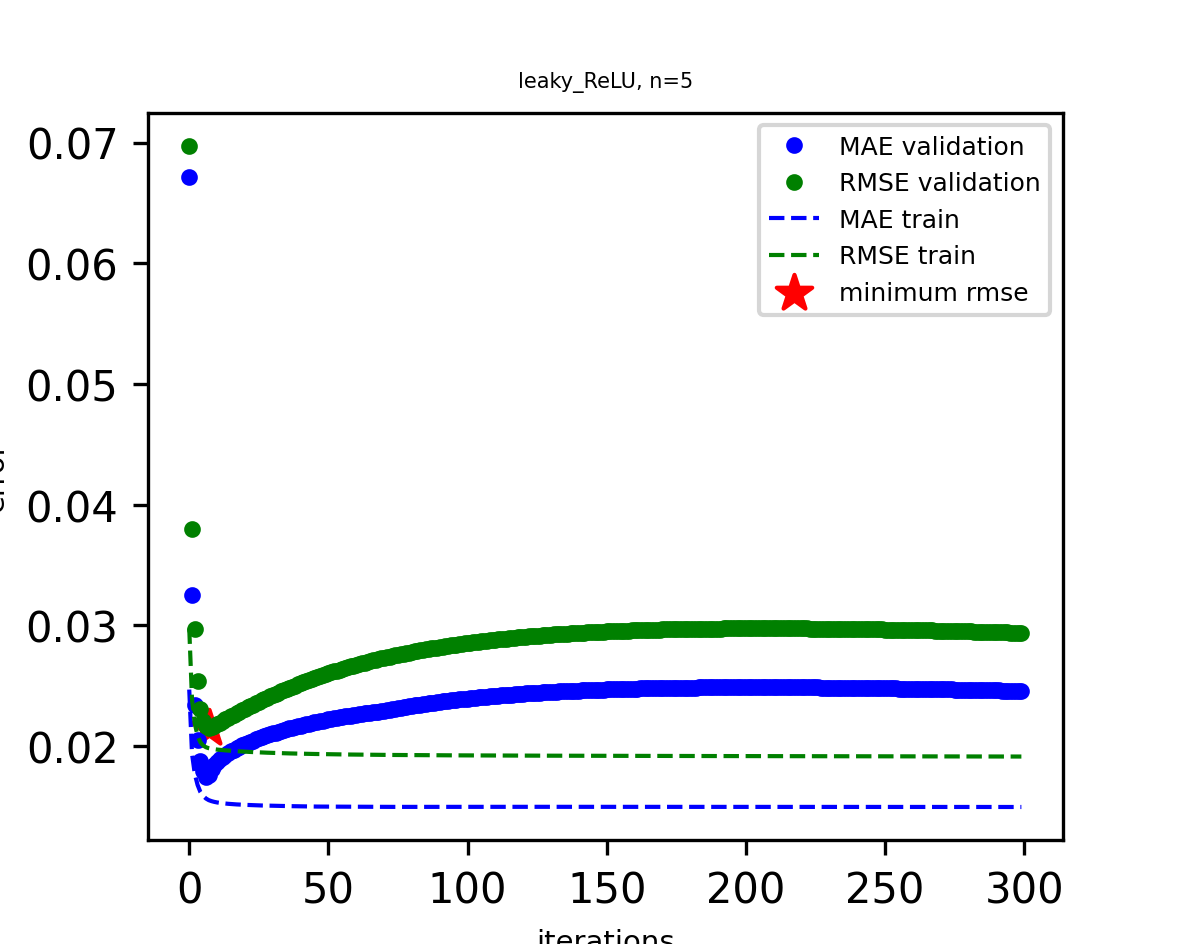 leaky_ReLU, n=5
0.07
0.06
0.05
0.04
0.03
0.02
MAE validation
RMSE validation
MAE train
RMSE train
minimum rmse
0 50 100 150 200 250 300
iterations